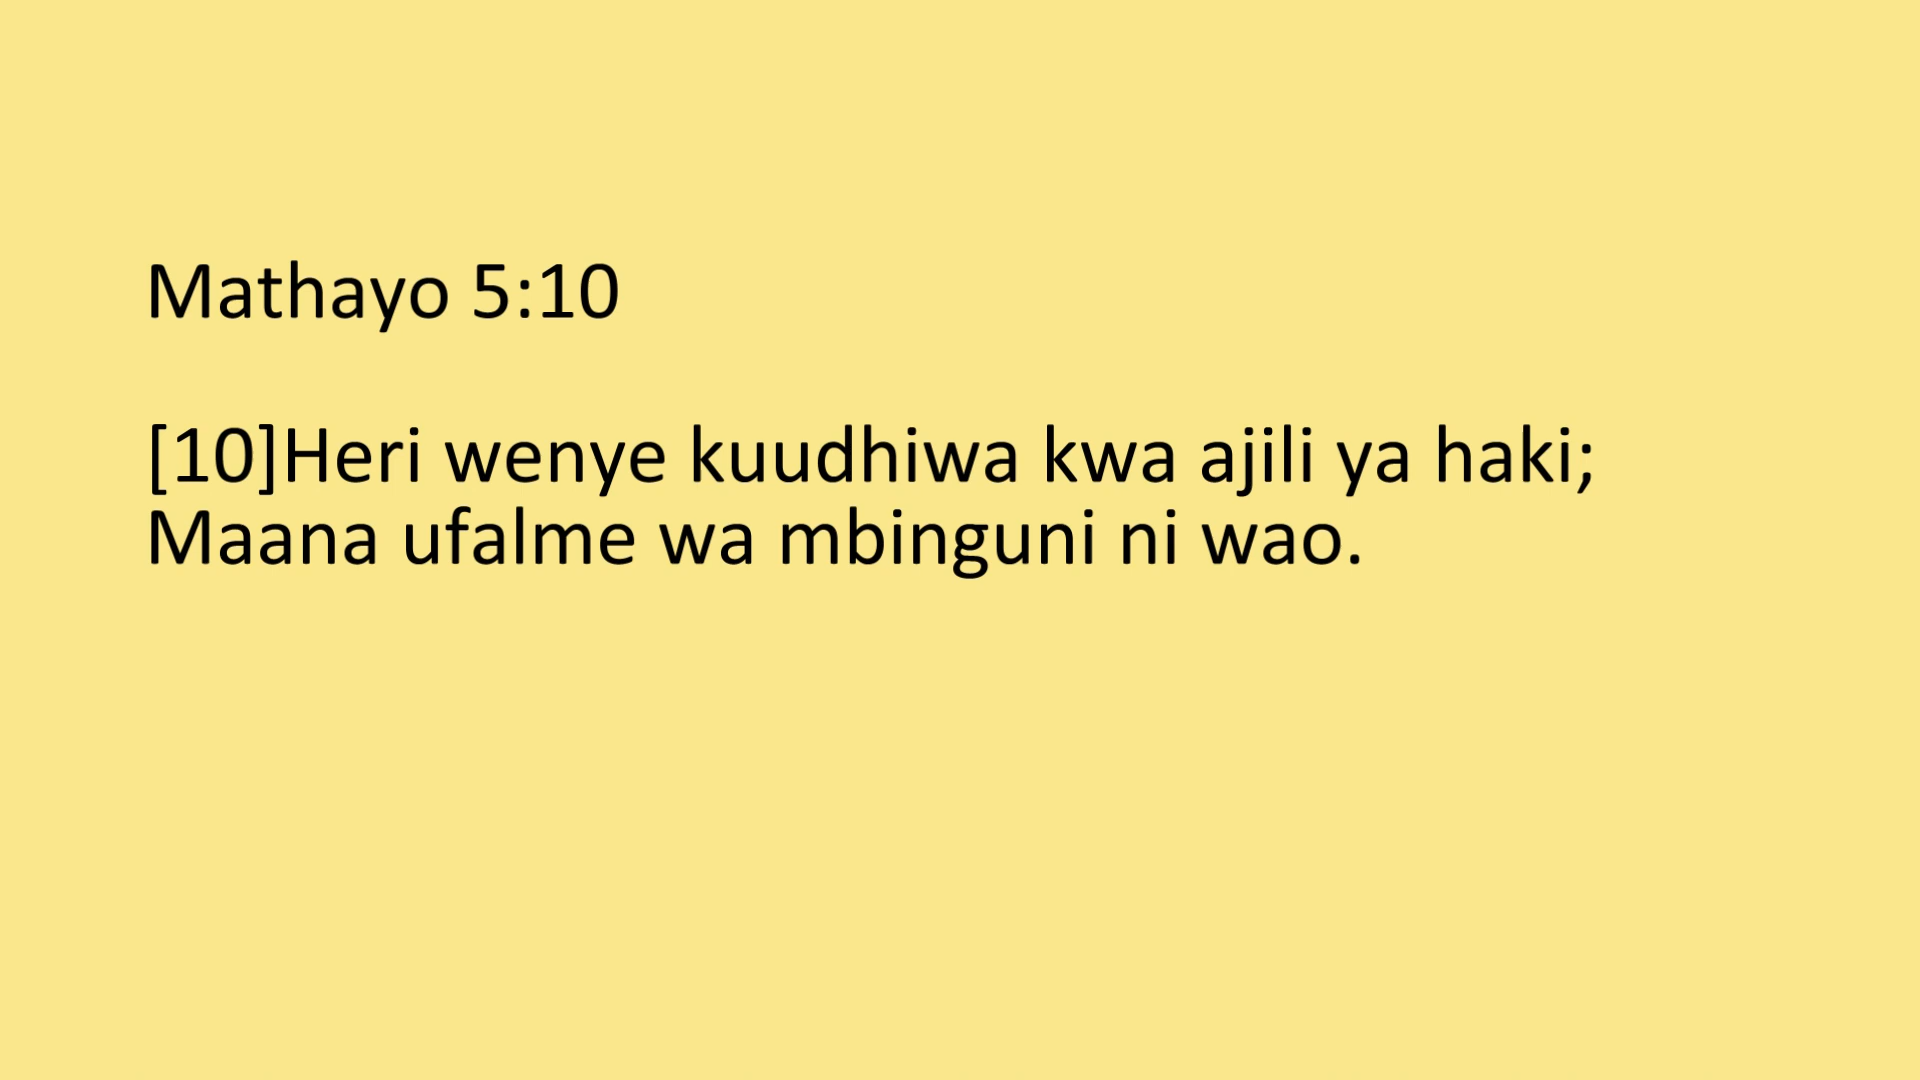 Mathayo 5:10
[10]Heri wenye kuudhiwa kwa ajili ya haki;
Maana ufalme wa mbinguni ni wao.